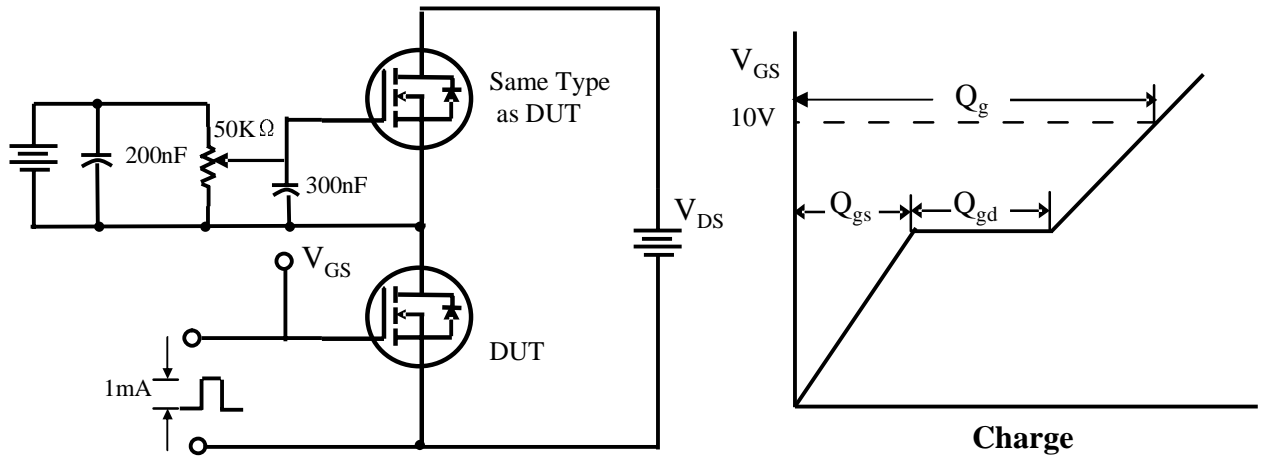 Same Type
as DUT
50KΩ
200nF
300nF
V_DS
V_GS
DUT
1mA
V_GS
10V
Q_g
Q_gs
Q_gd
Charge